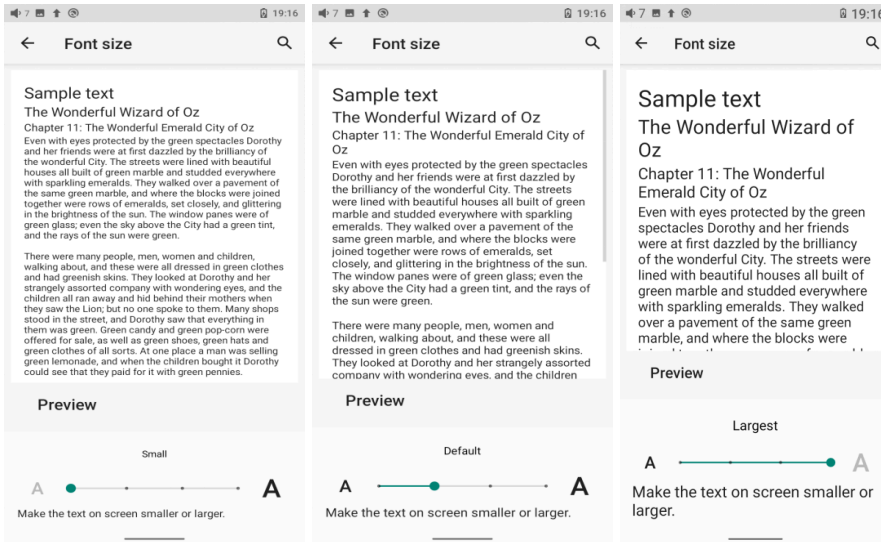 7 19:16
Font size
Sample text
The Wonderful Wizard of Oz
Chapter 11: The Wonderful Emerald City of Oz
Even with eyes protected by the green spectacles Dorothy
and her friends were at first dazzled by the brilliancy of
the wonderful City. The streets were lined with beautiful
houses all built of green marble and studded everywhere
with sparkling emeralds. They walked over a pavement of
the same green marble, and where the blocks were joined
together were rows of emeralds, set closely, and glittering
in the brightness of the sun. The window panes were of
green glass; even the sky above the City had a green tint,
and the rays of the sun were green.
There were many people, men, women and children,
walking about, and these were all dressed in green clothes
and had greenish skins. They looked at Dorothy and her
strangely assorted company with wondering eyes, and the
children all ran away and hid behind their mothers when
they saw the Lion; but no one spoke to them. Many shops
stood in the street, and Dorothy saw that everything in
them was green. Green candy and green pop-corn were
offered for sale, as well as green shoes, green hats and
green clothes of all sorts. At one place a man was selling
green lemonade, and when the children bought it Dorothy
could see that they paid for it with green pennies.
Preview
Small
A A
Make the text on screen smaller or larger.
7 19:16
Font size
Sample text
The Wonderful Wizard of Oz
Chapter 11: The Wonderful Emerald City of
Oz
Even with eyes protected by the green spectacles
Dorothy and her friends were at first dazzled by
the brilliancy of the wonderful City. The streets
were lined with beautiful houses all built of green
marble and studded everywhere with sparkling
emeralds. They walked over a pavement of the
same green marble, and where the blocks were
joined together were rows of emeralds, set
closely, and glittering in the brightness of the sun.
The window panes were of green glass; even the
sky above the City had a green tint, and the rays of
the sun were green.
There were many people, men, women and
children, walking about, and these were all
dressed in green clothes and had greenish skins.
They looked at Dorothy and her strangely assorted
company with wondering eyes, and the children
Preview
Default
A A
Make the text on screen smaller or larger.
7 19:16
Font size
Sample text
The Wonderful Wizard of
Oz
Chapter 11: The Wonderful
Emerald City of Oz
Even with eyes protected by the green
spectacles Dorothy and her friends
were at first dazzled by the brilliancy
of the wonderful City. The streets were
lined with beautiful houses all built of
green marble and studded everywhere
with sparkling emeralds. They walked
over a pavement of the same green
marble, and where the blocks were
Preview
Largest
A A
Make the text on screen smaller or
larger.